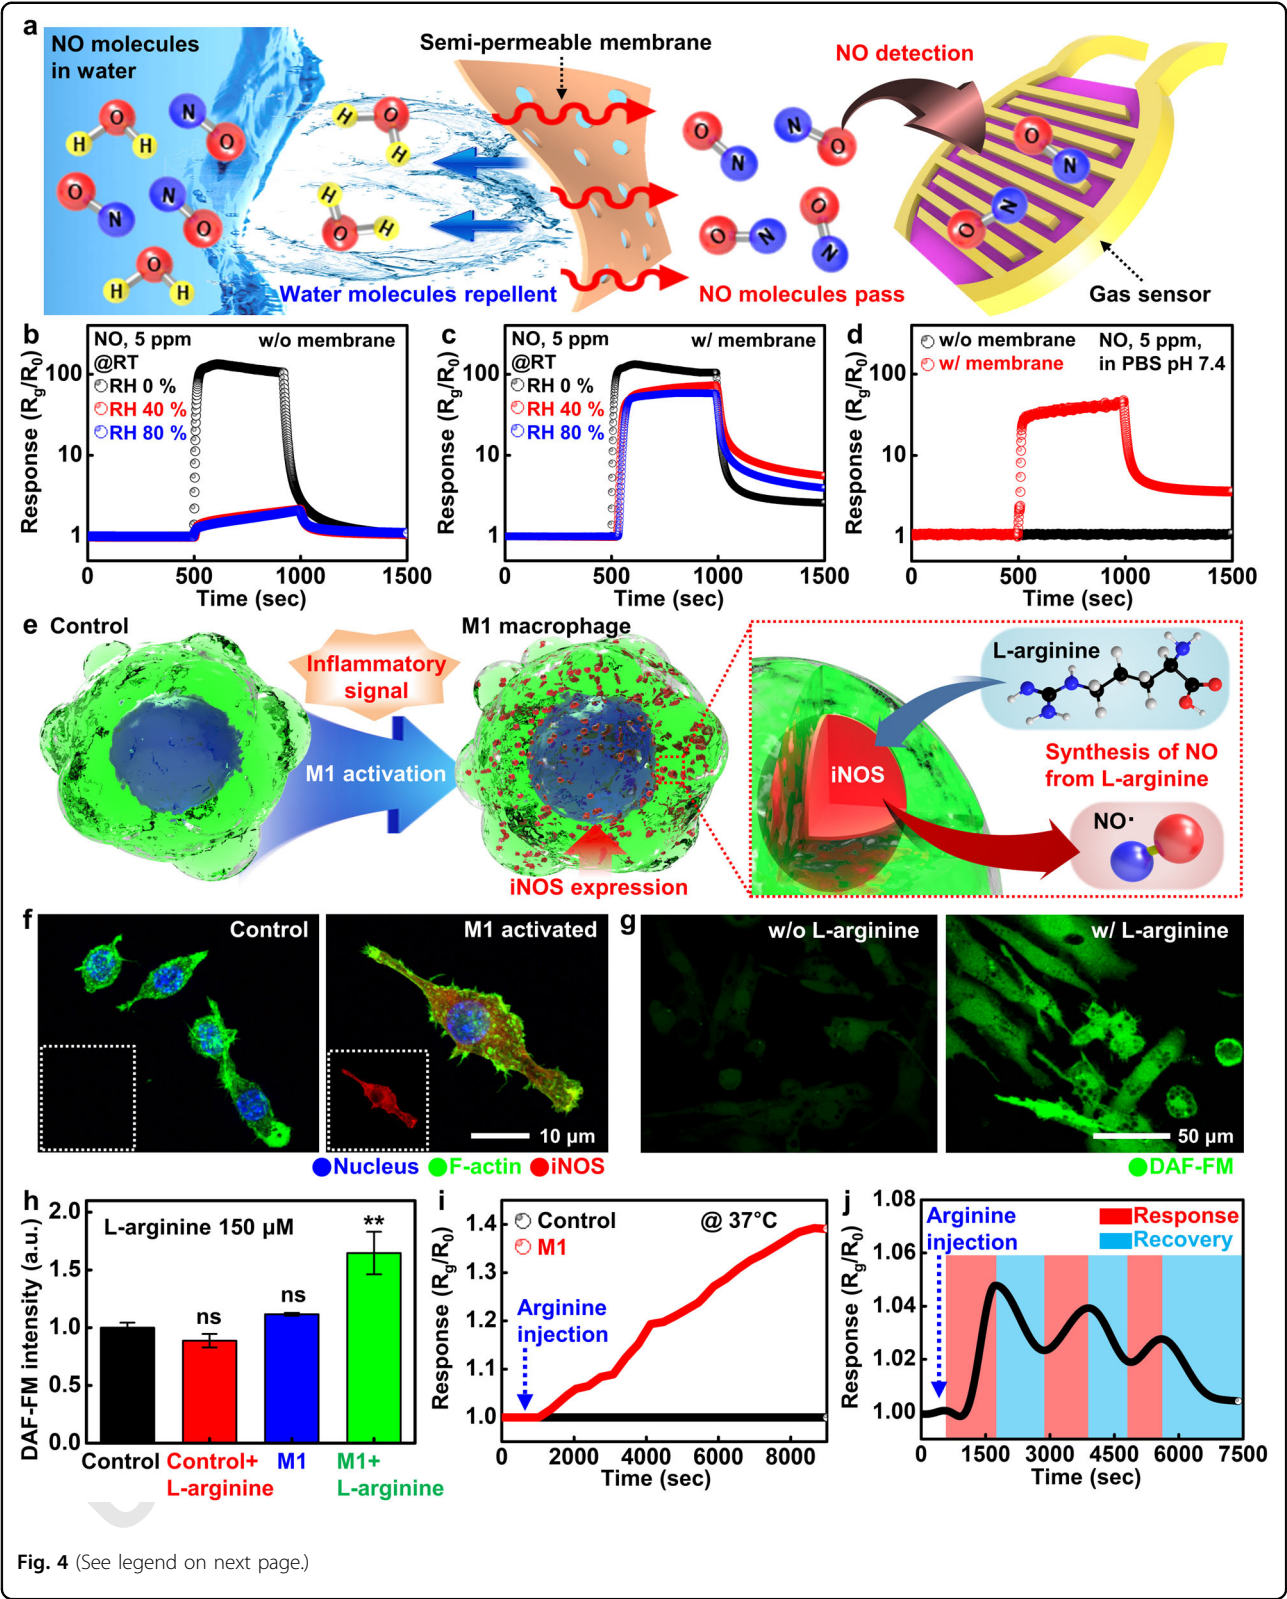 a
NO molecules
in water
Semi-permeable membrane
NO detection
Water molecules repellent
NO molecules pass
Gas sensor
H O H
N O
H O H
O N
N O
H O H
H O H
O N
N O
O N
O N
O N
O N
b
NO, 5 ppm
w/o membrane
@RT
RH 0 %
RH 40 %
RH 80 %
Response (Rg/R0)
100
10
1
0 500 1000 1500
Time (sec)
c
NO, 5 ppm
w/ membrane
@RT
RH 0 %
RH 40 %
RH 80 %
Response (Rg/R0)
100
10
1
0 500 1000 1500
Time (sec)
d
w/o membrane
w/ membrane
NO, 5 ppm,
in PBS pH 7.4
Response (Rg/R0)
100
10
1
0 500 1000 1500
Time (sec)
e
Control
Inflammatory
signal
M1 activation
M1 macrophage
iNOS expression
iNOS
L-arginine
Synthesis of NO
from L-arginine
NO·
f
Control
M1 activated
10 µm
Nucleus F-actin iNOS
g
w/o L-arginine
w/ L-arginine
50 µm
DAF-FM
h
L-arginine 150 µM
DAF-FM intensity (a.u.)
2.0
1.5
1.0
0.5
0.0
ns
ns
**
Control Control+ M1 M1+
L-arginine L-arginine
i
Control
M1
@ 37°C
Arginine
injection
Response (Rg/R0)
1.4
1.3
1.2
1.1
1.0
0 2000 4000 6000 8000
Time (sec)
j
Arginine
injection
Response
Recovery
Response (Rg/R0)
1.08
1.06
1.04
1.02
1.00
0 1500 3000 4500 6000 7500
Time (sec)
Fig. 4 (See legend on next page.)